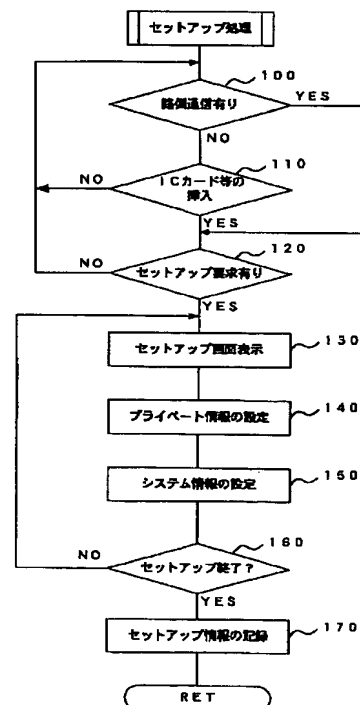 セットアップ処理
100
路側通信有り
YES
NO
110
NO
ICカード等の
挿入
YES
120
NO
セットアップ要求有り
YES
130
セットアップ画面表示
140
プライベート情報の設定
150
システム情報の設定
160
NO
セットアップ終了?
YES
170
セットアップ情報の記録
RET